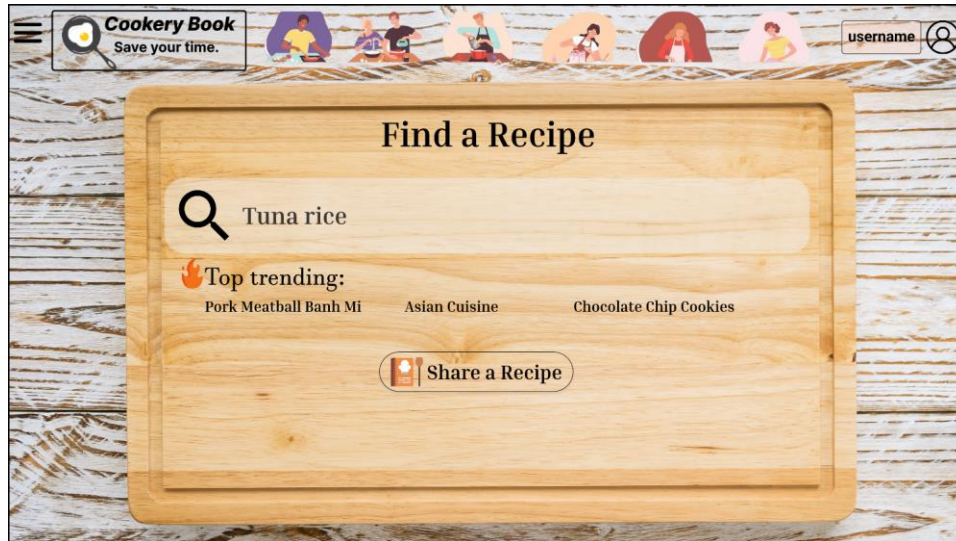 Cookery Book
Save your time.
username
Find a Recipe
Tuna rice
Top trending:
Pork Meatball Banh Mi
Asian Cuisine
Chocolate Chip Cookies
Share a Recipe